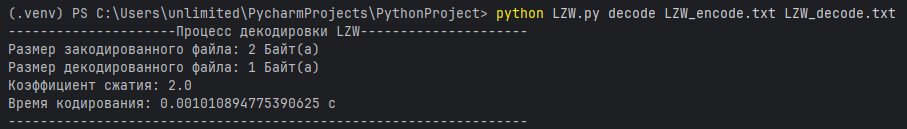 (.venv) PS C:\Users\unlimited\PycharmProjects\PythonProject> python LZW.py decode LZW_encode.txt LZW_decode.txt
---------------------Процесс декодировки LZW---------------------
Размер закодированного файла: 2 Байт(а)
Размер декодированного файла: 1 Байт(а)
Коэффициент сжатия: 2.0
Время кодирования: 0.001010894775390625 с
-----------------------------------------------------------------